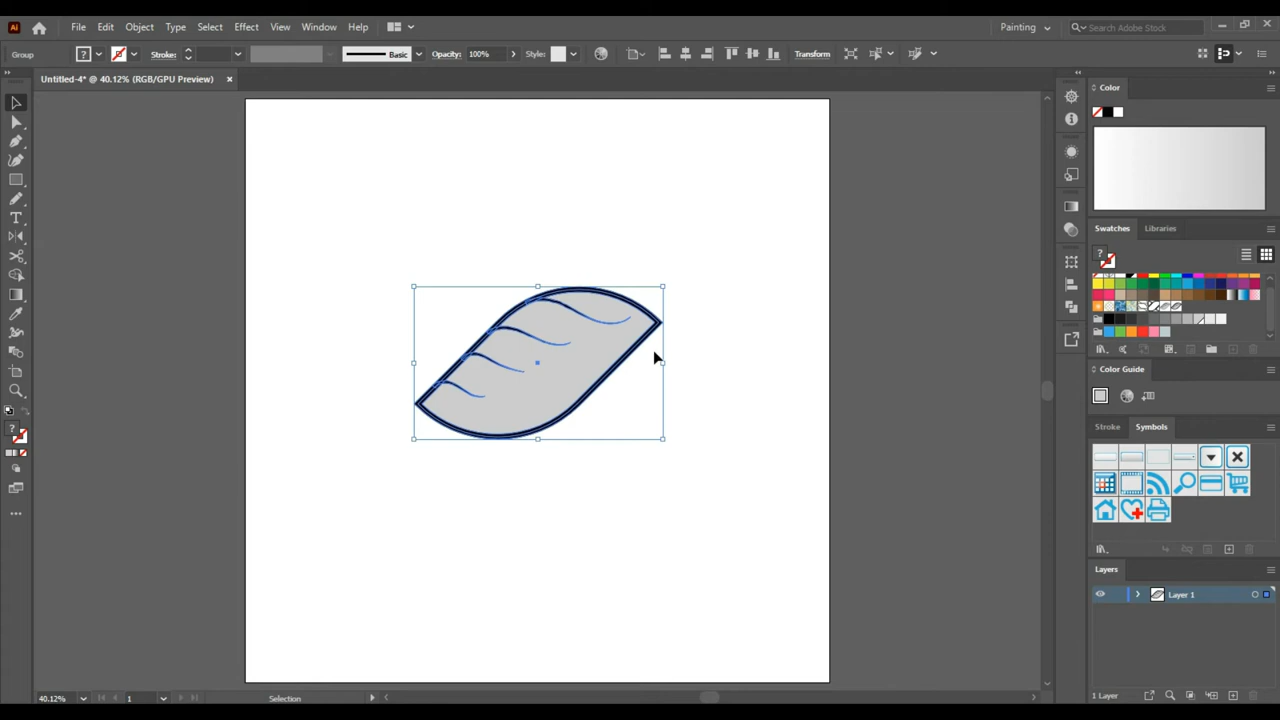 Ai File Edit Object Type Select Effect View Window Help Painting Search Adobe Stock
Group Stroke: Basic Opacity: 100% Style: Transform
Untitled-4* @ 40.12% (RGB/GPU Preview)
Color
Swatches Libraries
Color Guide
Stroke Symbols
Layers
Layer 1
40.12% 1 Selection 1 Layer